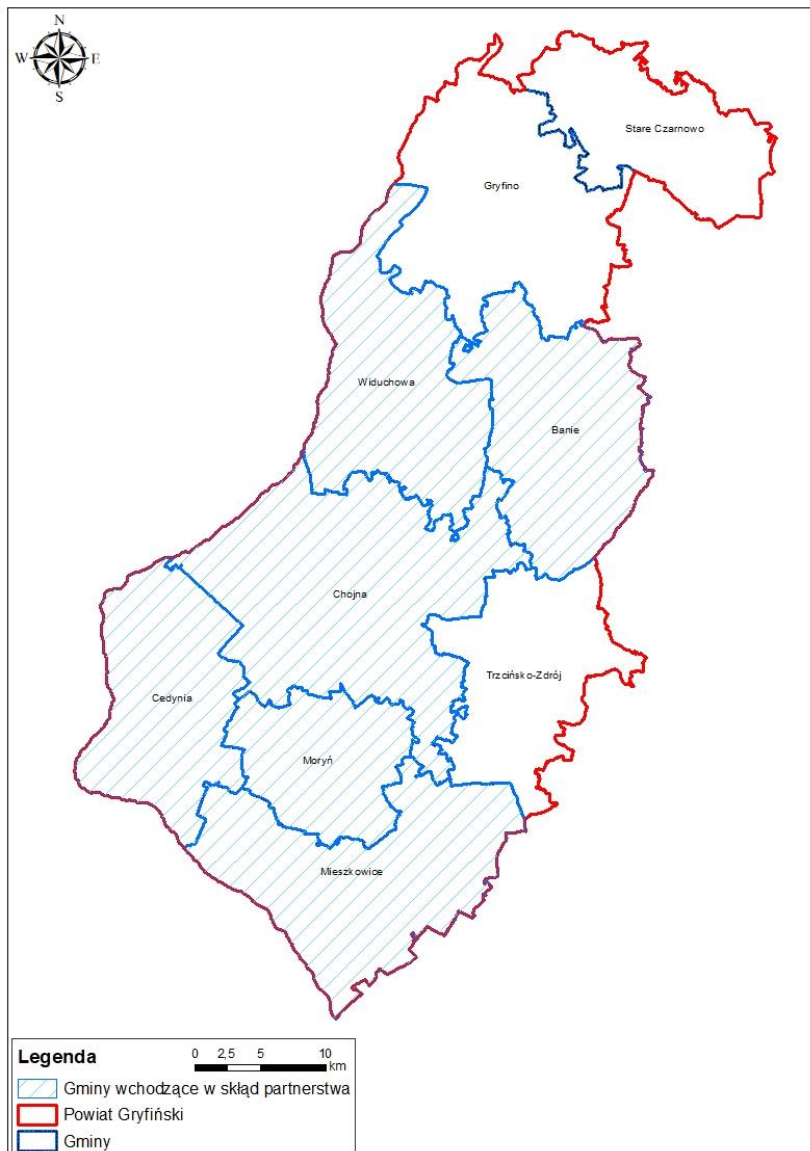 N
W E
S
Stare Czarnowo
Gryfino
Widuchowa
Banie
Chojna
Trzcińsko-Zdrój
Cedynia
Moryń
Mieszkowice
Legenda
0 2,5 5 10
km
Gminy wchodzące w skłąd partnerstwa
Powiat Gryfiński
Gminy